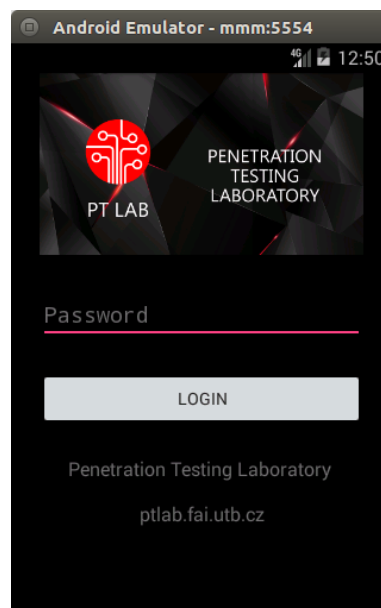 Android Emulator - mmm:5554
4G 12:50
PT LAB
PENETRATION
TESTING
LABORATORY
Password
LOGIN
Penetration Testing Laboratory
ptlab.fai.utb.cz